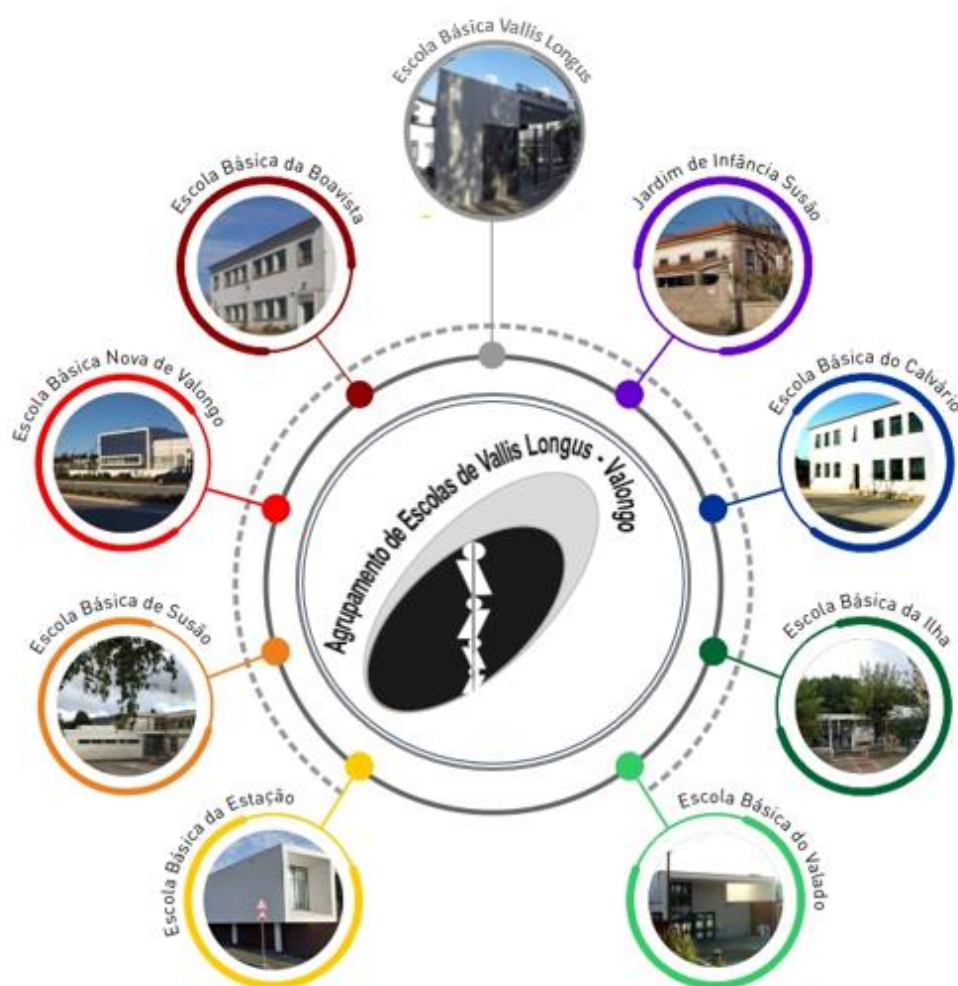 Escola Básica Vallis Longus
Escola Básica da Boavista
Jardim de Infância Susão
Escola Básica Nova de Valongo
Escola Básica do Calvário
Agrupamento de Escolas de Vallis Longus - Valongo
Escola Básica de Susão
Escola Básica da Ilha
Escola Básica da Estação
Escola Básica do Valado